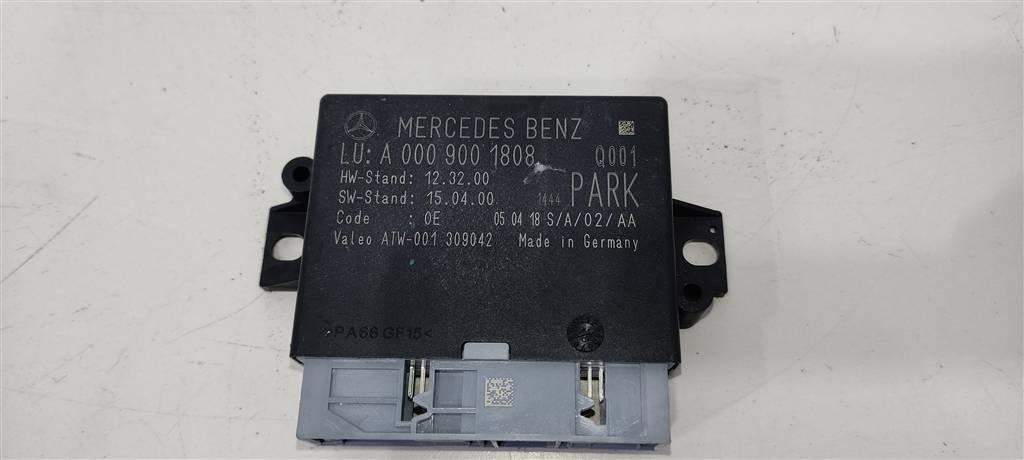 MERCEDES BENZ
LU: A 000 900 1808 Q001
HW-Stand: 12.32.00
SW-Stand: 15.04.00 1444 PARK
Code : 0E 05 04 18 S/A/02/AA
Valeo ATW-001 309042 Made in Germany
>PA66 GF15<